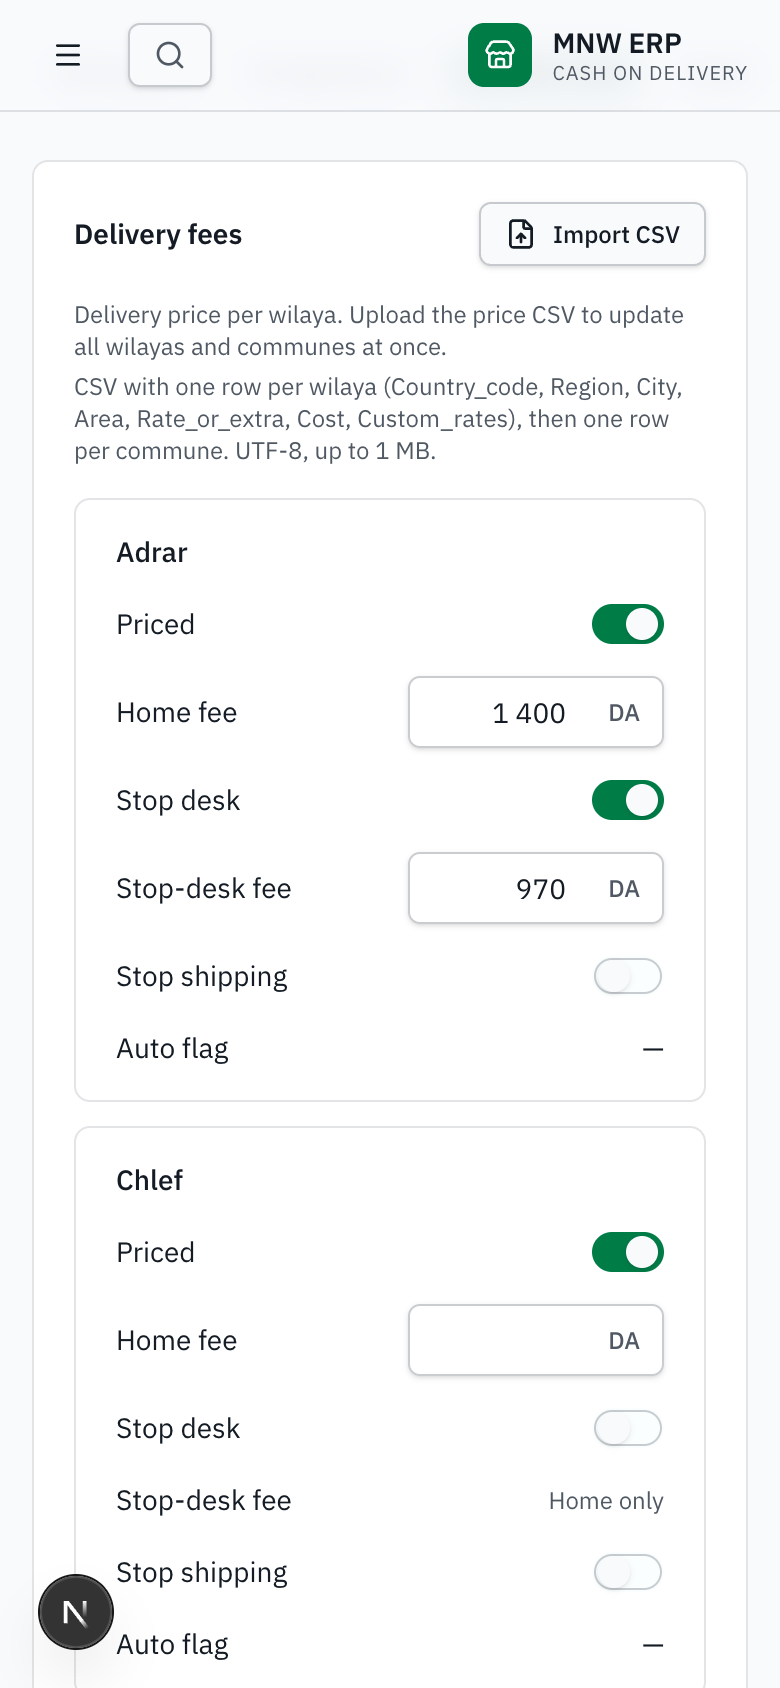 MNW ERP
CASH ON DELIVERY
Delivery fees
Import CSV
Delivery price per wilaya. Upload the price CSV to update
all wilayas and communes at once.
CSV with one row per wilaya (Country_code, Region, City,
Area, Rate_or_extra, Cost, Custom_rates), then one row
per commune. UTF-8, up to 1 MB.
Adrar
Priced
Home fee 1 400 DA
Stop desk
Stop-desk fee 970 DA
Stop shipping
Auto flag —
Chlef
Priced
Home fee DA
Stop desk
Stop-desk fee Home only
Stop shipping
N
Auto flag —